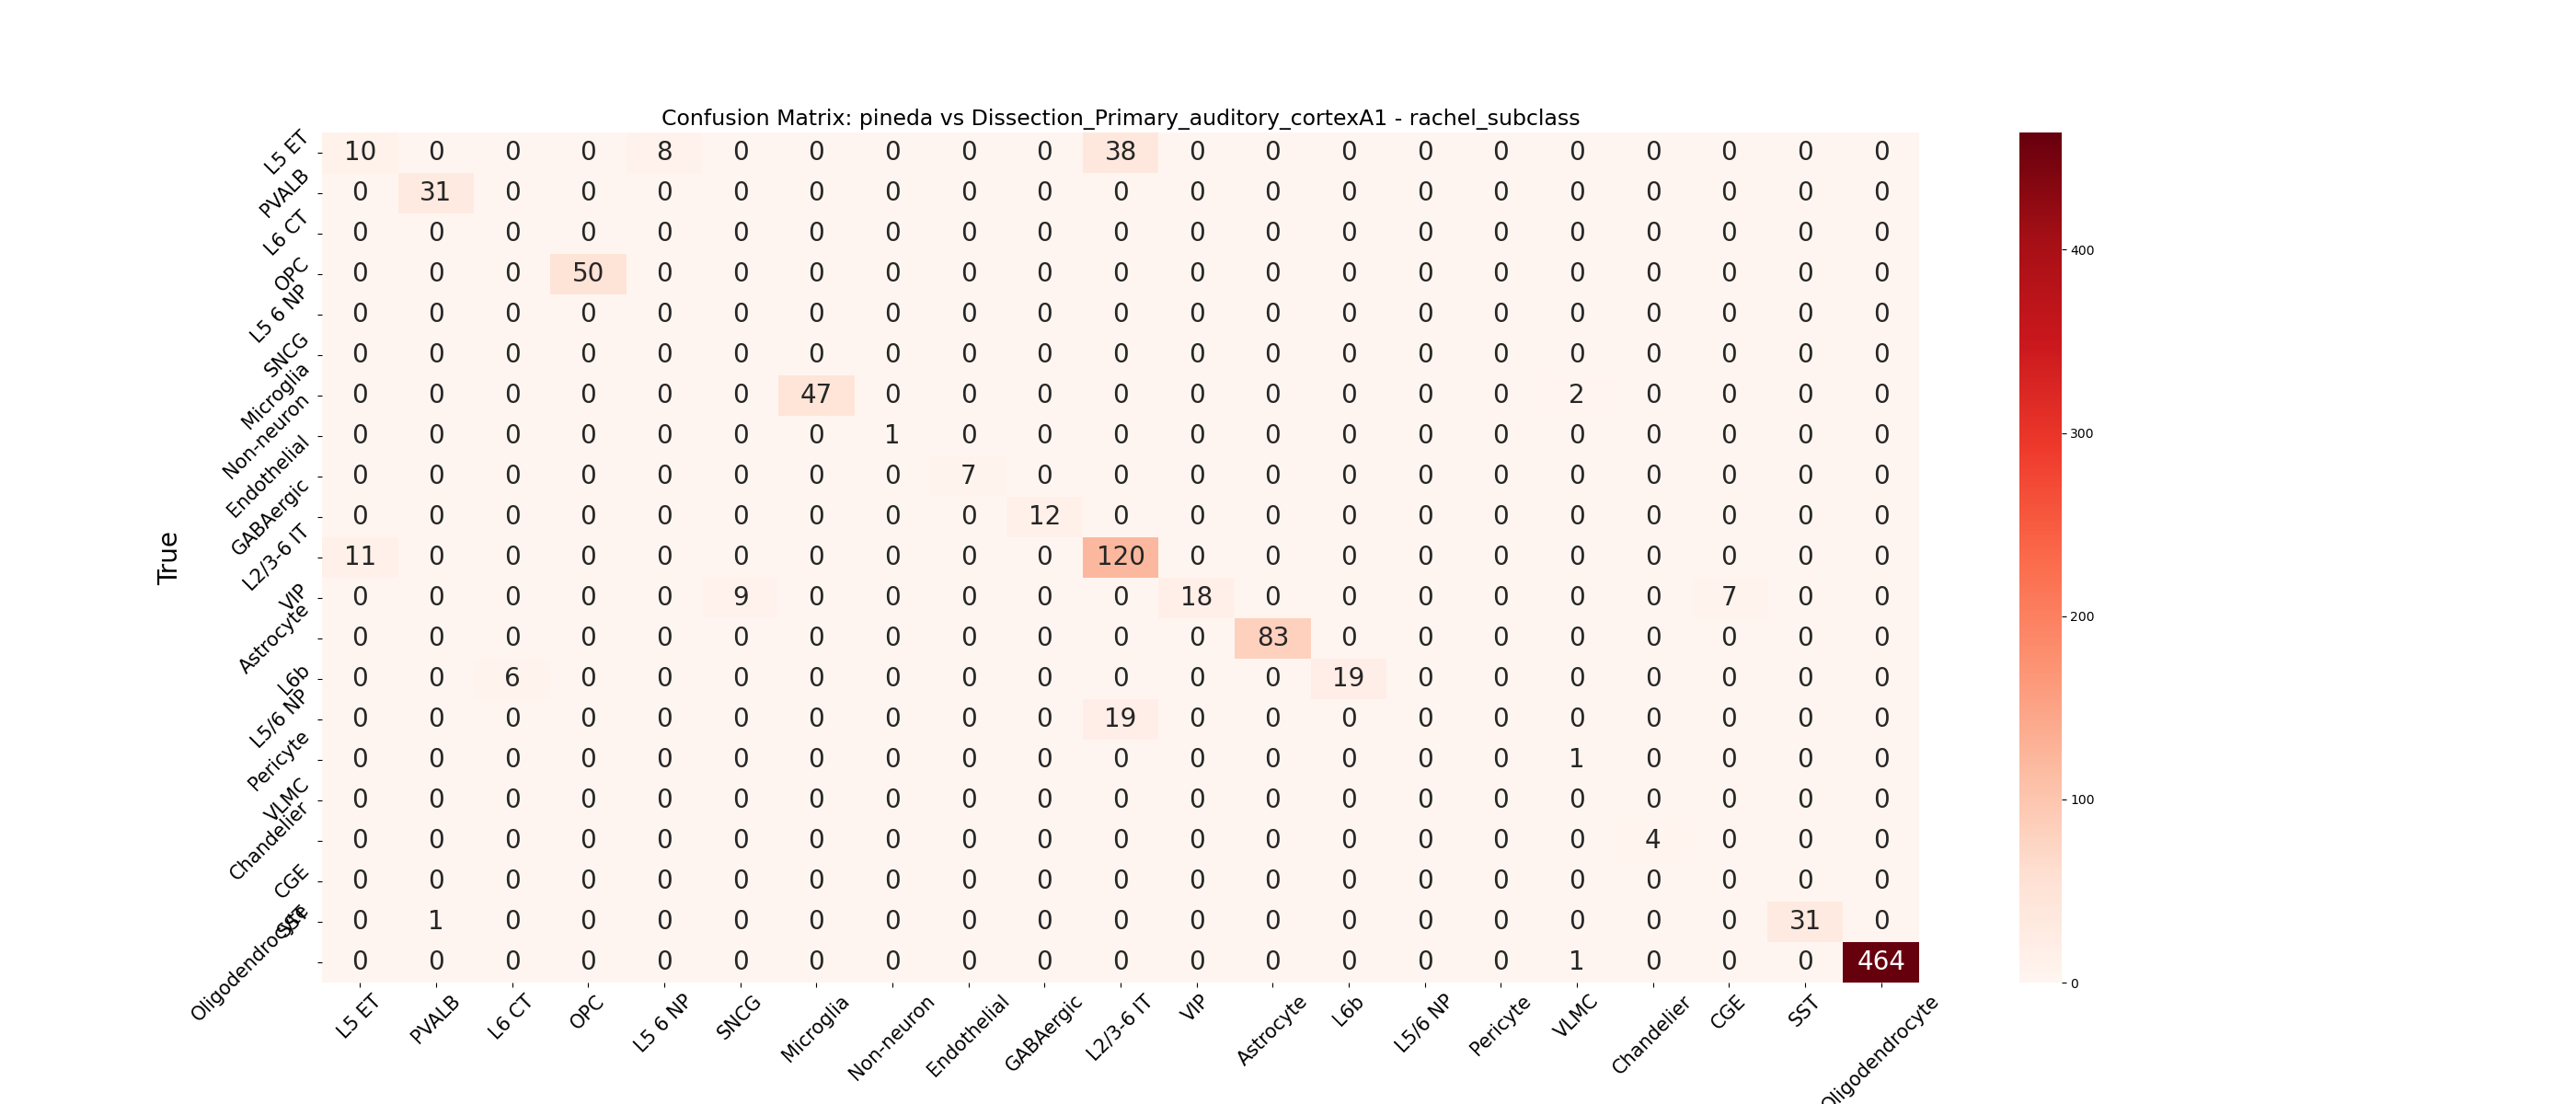 Confusion Matrix: pineda vs Dissection_Primary_auditory_cortexA1 - rachel_subclass
True
L5 ET 10 0 0 0 8 0 0 0 0 0 38 0 0 0 0 0 0 0 0 0 0
PVALB 0 31 0 0 0 0 0 0 0 0 0 0 0 0 0 0 0 0 0 0 0
L6 CT 0 0 0 0 0 0 0 0 0 0 0 0 0 0 0 0 0 0 0 0 0
OPC 0 0 0 50 0 0 0 0 0 0 0 0 0 0 0 0 0 0 0 0 0
L5 6 NP 0 0 0 0 0 0 0 0 0 0 0 0 0 0 0 0 0 0 0 0 0
SNCG 0 0 0 0 0 0 0 0 0 0 0 0 0 0 0 0 0 0 0 0 0
Microglia 0 0 0 0 0 0 47 0 0 0 0 0 0 0 0 0 2 0 0 0 0
Non-neuron 0 0 0 0 0 0 0 1 0 0 0 0 0 0 0 0 0 0 0 0 0
Endothelial 0 0 0 0 0 0 0 0 7 0 0 0 0 0 0 0 0 0 0 0 0
GABAergic 0 0 0 0 0 0 0 0 0 12 0 0 0 0 0 0 0 0 0 0 0
L2/3-6 IT 11 0 0 0 0 0 0 0 0 0 120 0 0 0 0 0 0 0 0 0 0
VIP 0 0 0 0 0 9 0 0 0 0 0 18 0 0 0 0 0 0 7 0 0
Astrocyte 0 0 0 0 0 0 0 0 0 0 0 0 83 0 0 0 0 0 0 0 0
L6b 0 0 6 0 0 0 0 0 0 0 0 0 0 19 0 0 0 0 0 0 0
L5/6 NP 0 0 0 0 0 0 0 0 0 0 19 0 0 0 0 0 0 0 0 0 0
Pericyte 0 0 0 0 0 0 0 0 0 0 0 0 0 0 0 0 1 0 0 0 0
VLMC 0 0 0 0 0 0 0 0 0 0 0 0 0 0 0 0 0 0 0 0 0
Chandelier 0 0 0 0 0 0 0 0 0 0 0 0 0 0 0 0 0 4 0 0 0
CGE 0 0 0 0 0 0 0 0 0 0 0 0 0 0 0 0 0 0 0 0 0
SST 0 1 0 0 0 0 0 0 0 0 0 0 0 0 0 0 0 0 0 31 0
Oligodendrocyte 0 0 0 0 0 0 0 0 0 0 0 0 0 0 0 0 1 0 0 0 464
L5 ET PVALB L6 CT OPC L5 6 NP SNCG Microglia Non-neuron Endothelial GABAergic L2/3-6 IT VIP Astrocyte L6b L5/6 NP Pericyte VLMC Chandelier CGE SST Oligodendrocyte
400
300
200
100
0